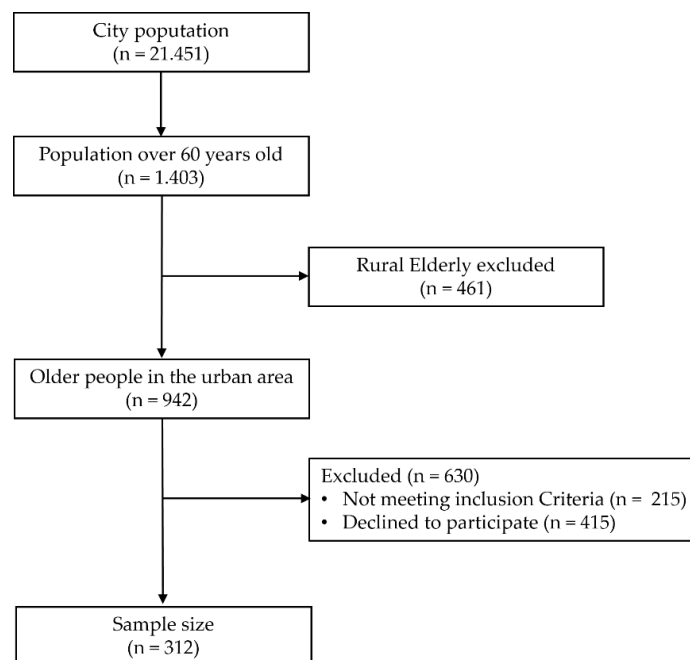 City poputation
(n = 21.451)
Population over 60 years old
(n = 1.403)
Rural Elderly excluded
(n = 461)
Older people in the urban area
(n = 942)
Excluded (n = 630)
• Not meeting inclusion Criteria (n = 215)
• Declined to participate (n = 415)
Sample size
(n = 312)